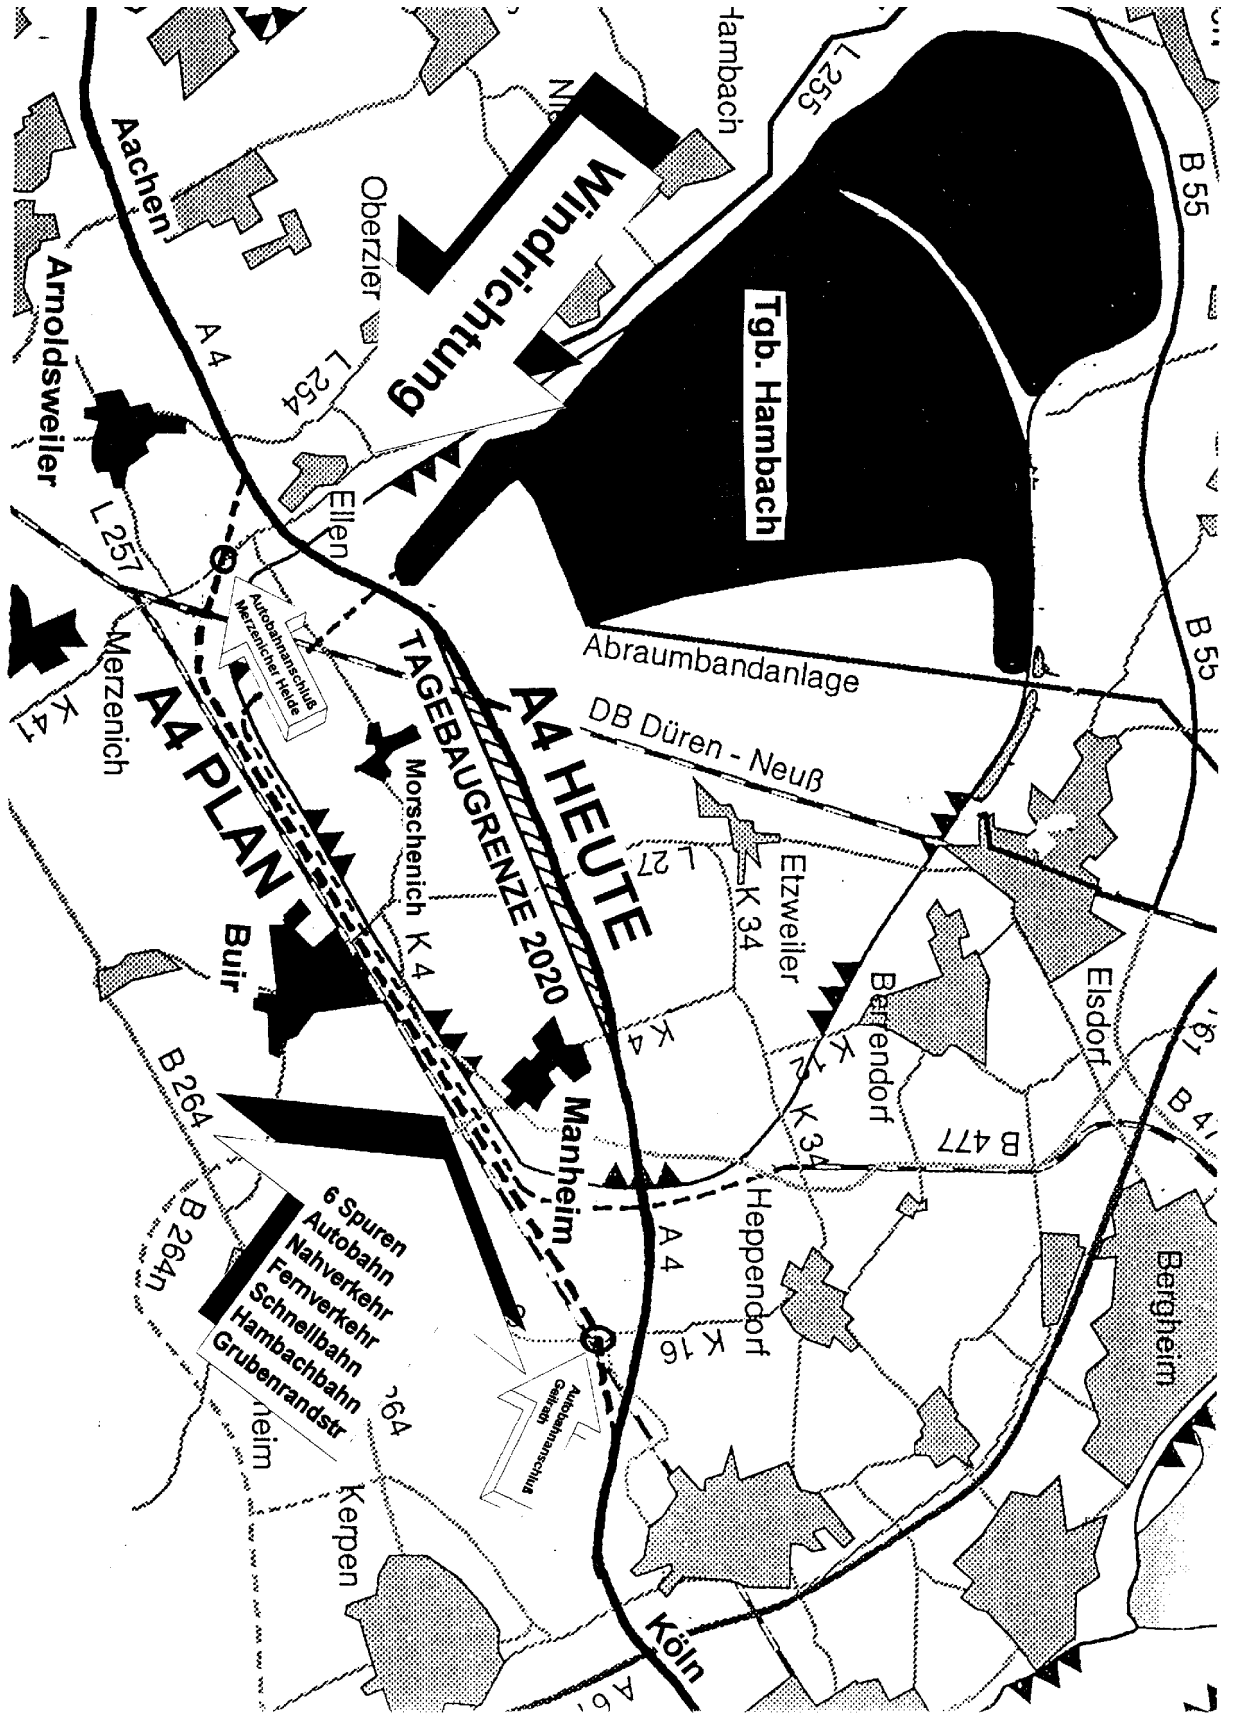 Hambach
L 255
B 55
Aachen
Windrichtung
Oberzier
Tgb. Hambach
A 4
Arnoldsweiler
L 254
Ellen
L 257
Autobahnanschluß
Merzenicher Heide
Merzenich
K 41
A4 PLAN
TAGEBAUGRENZE 2020
A4 HEUTE
Morschenich
K 4
Abraumbandanlage
DB Düren - Neuß
B 55
L 27
K 34
Etzweiler
Buir
Berrendorf
Elsdorf
K 4
K 12
K 34
B 264
Manheim
B 477
B 264n
A 4
Heppendorf
K 16
Bergheim
6 Spuren
Autobahn
Nahverkehr
Fernverkehr
Schnellbahn
Hambachbahn
Grubenrandstr
Autobahnanschluß
Geilrath
heim
Kerpen
Köln